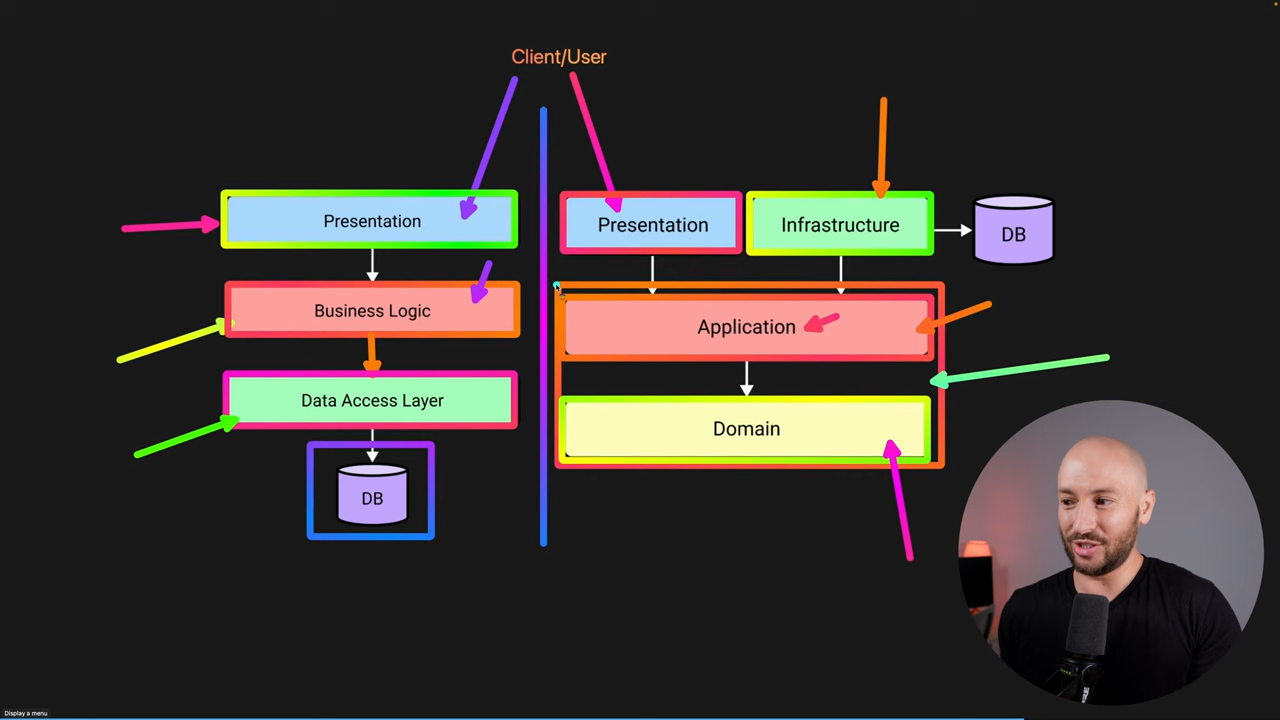 Client/User
Presentation
Business Logic
Data Access Layer
DB
Presentation
Infrastructure
DB
Application
Domain
Display a menu